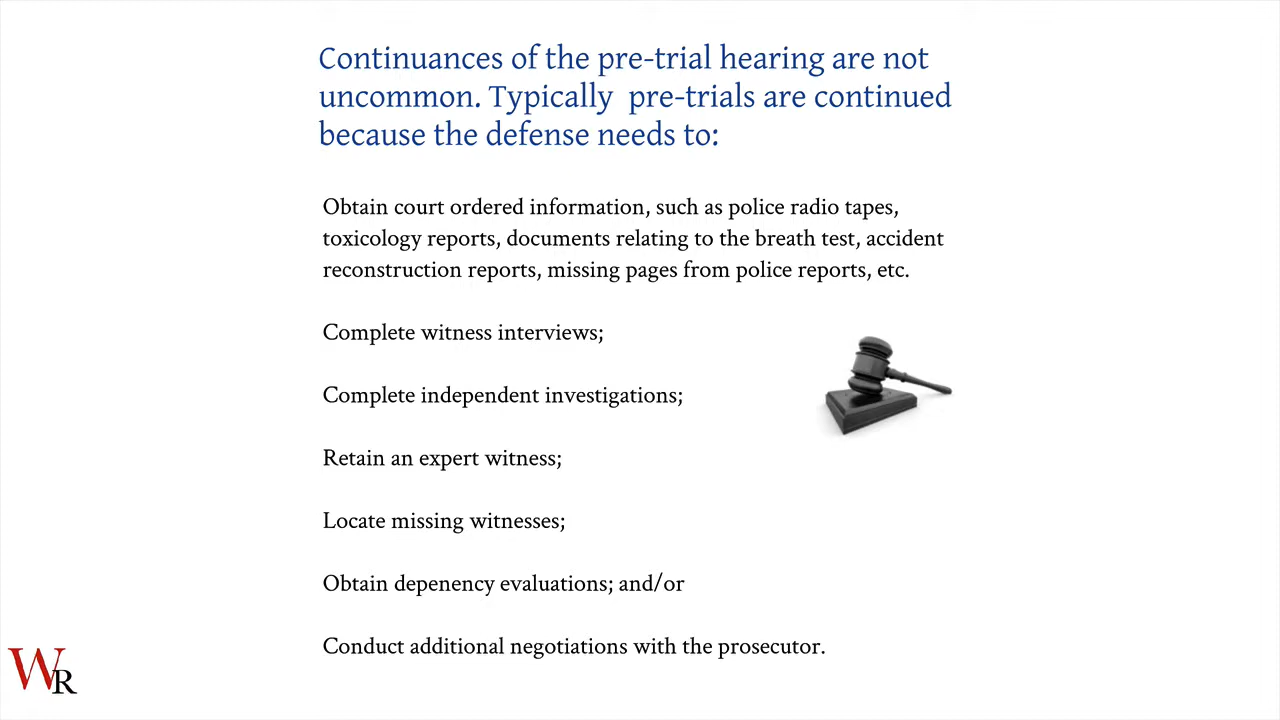 Continuances of the pre-trial hearing are not
uncommon. Typically  pre-trials are continued
because the defense needs to:
Obtain court ordered information, such as police radio tapes,
toxicology reports, documents relating to the breath test, accident
reconstruction reports, missing pages from police reports, etc.
Complete witness interviews;
Complete independent investigations;
Retain an expert witness;
Locate missing witnesses;
Obtain depenency evaluations; and/or
Conduct additional negotiations with the prosecutor.
WR